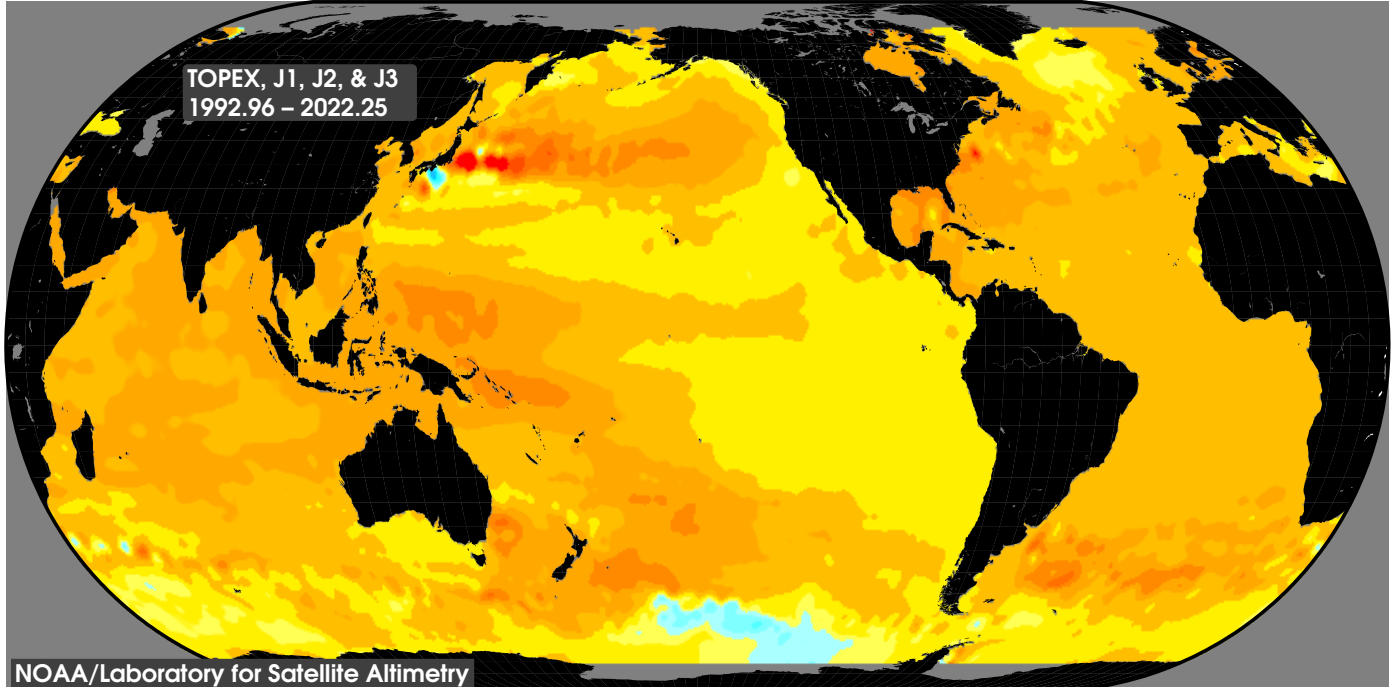 TOPEX, J1, J2, & J3
1992.96 – 2022.25
NOAA/Laboratory for Satellite Altimetry